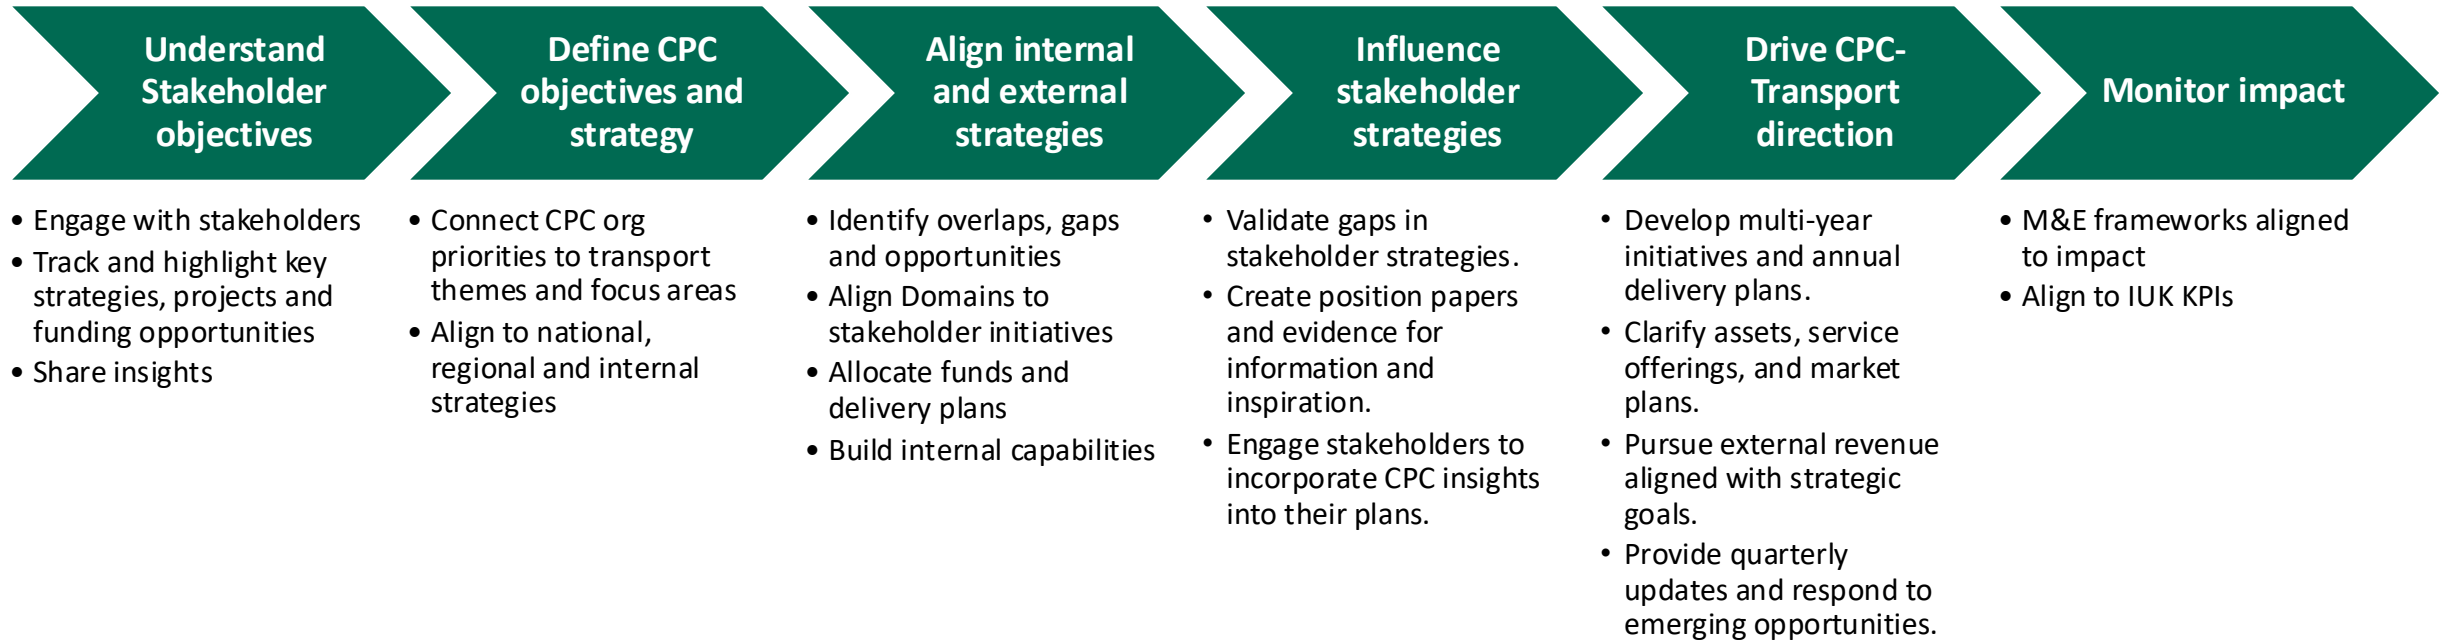 Understand
Stakeholder
objectives
Define CPC
objectives and
strategy
Align internal
and external
strategies
Influence
stakeholder
strategies
Drive CPC-
Transport
direction
Monitor impact
• Engage with stakeholders
• Track and highlight key
strategies, projects and
funding opportunities
• Share insights
• Connect CPC org
priorities to transport
themes and focus areas
• Align to national,
regional and internal
strategies
• Identify overlaps, gaps
and opportunities
• Align Domains to
stakeholder initiatives
• Allocate funds and
delivery plans
• Build internal capabilities
• Validate gaps in
stakeholder strategies.
• Create position papers
and evidence for
information and
inspiration.
• Engage stakeholders to
incorporate CPC insights
into their plans.
• Develop multi-year
initiatives and annual
delivery plans.
• Clarify assets, service
offerings, and market
plans.
• Pursue external revenue
aligned with strategic
goals.
• Provide quarterly
updates and respond to
emerging opportunities.
• M&E frameworks aligned
to impact
• Align to IUK KPIs